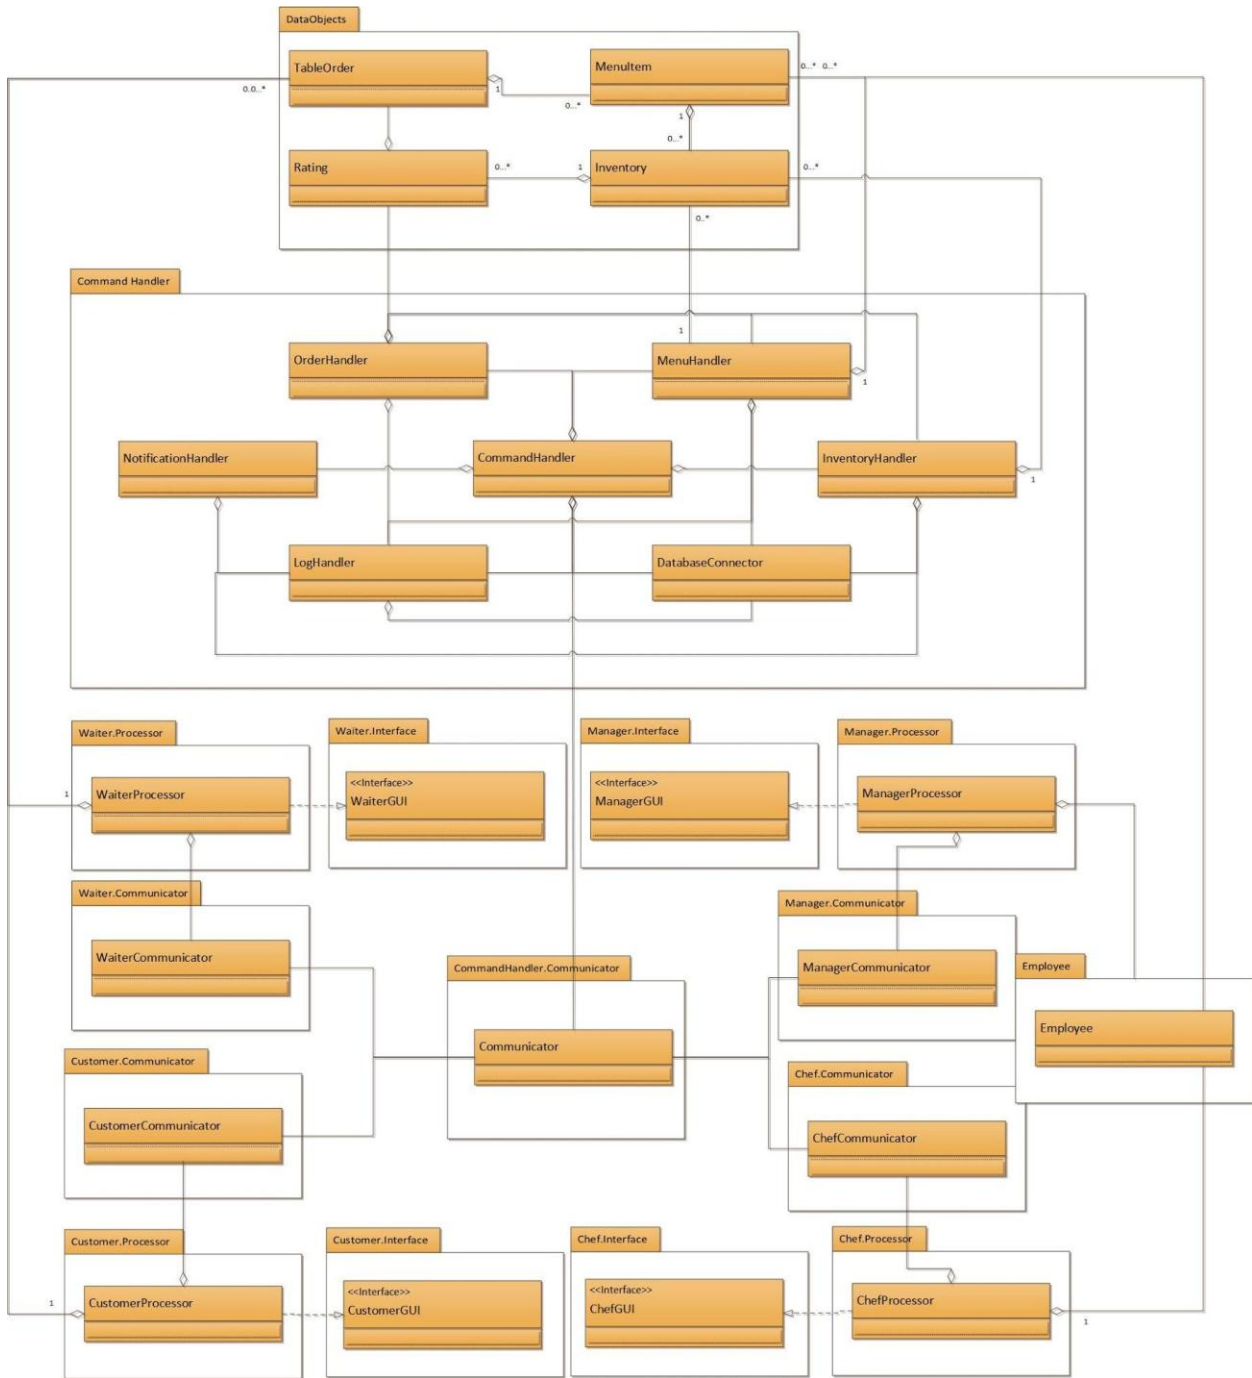 DataObjects
TableOrder
MenuItem
0...* 0...*
0.0...*
1
0...*
1
0...*
Rating
0...*
1
Inventory
0...*
0...*
Command Handler
1
OrderHandler
MenuHandler
1
NotificationHandler
CommandHandler
InventoryHandler
1
LogHandler
DatabaseConnector
Waiter.Processor
Waiter.Interface
Manager.Interface
Manager.Processor
1
WaiterProcessor
<<Interface>>
WaiterGUI
<<Interface>>
ManagerGUI
ManagerProcessor
Waiter.Communicator
Manager.Communicator
WaiterCommunicator
CommandHandler.Communicator
ManagerCommunicator
Employee
Communicator
Employee
Customer.Communicator
Chef.Communicator
CustomerCommunicator
ChefCommunicator
Customer.Processor
Customer.Interface
Chef.Interface
Chef.Processor
1
CustomerProcessor
<<Interface>>
CustomerGUI
<<Interface>>
ChefGUI
ChefProcessor
1